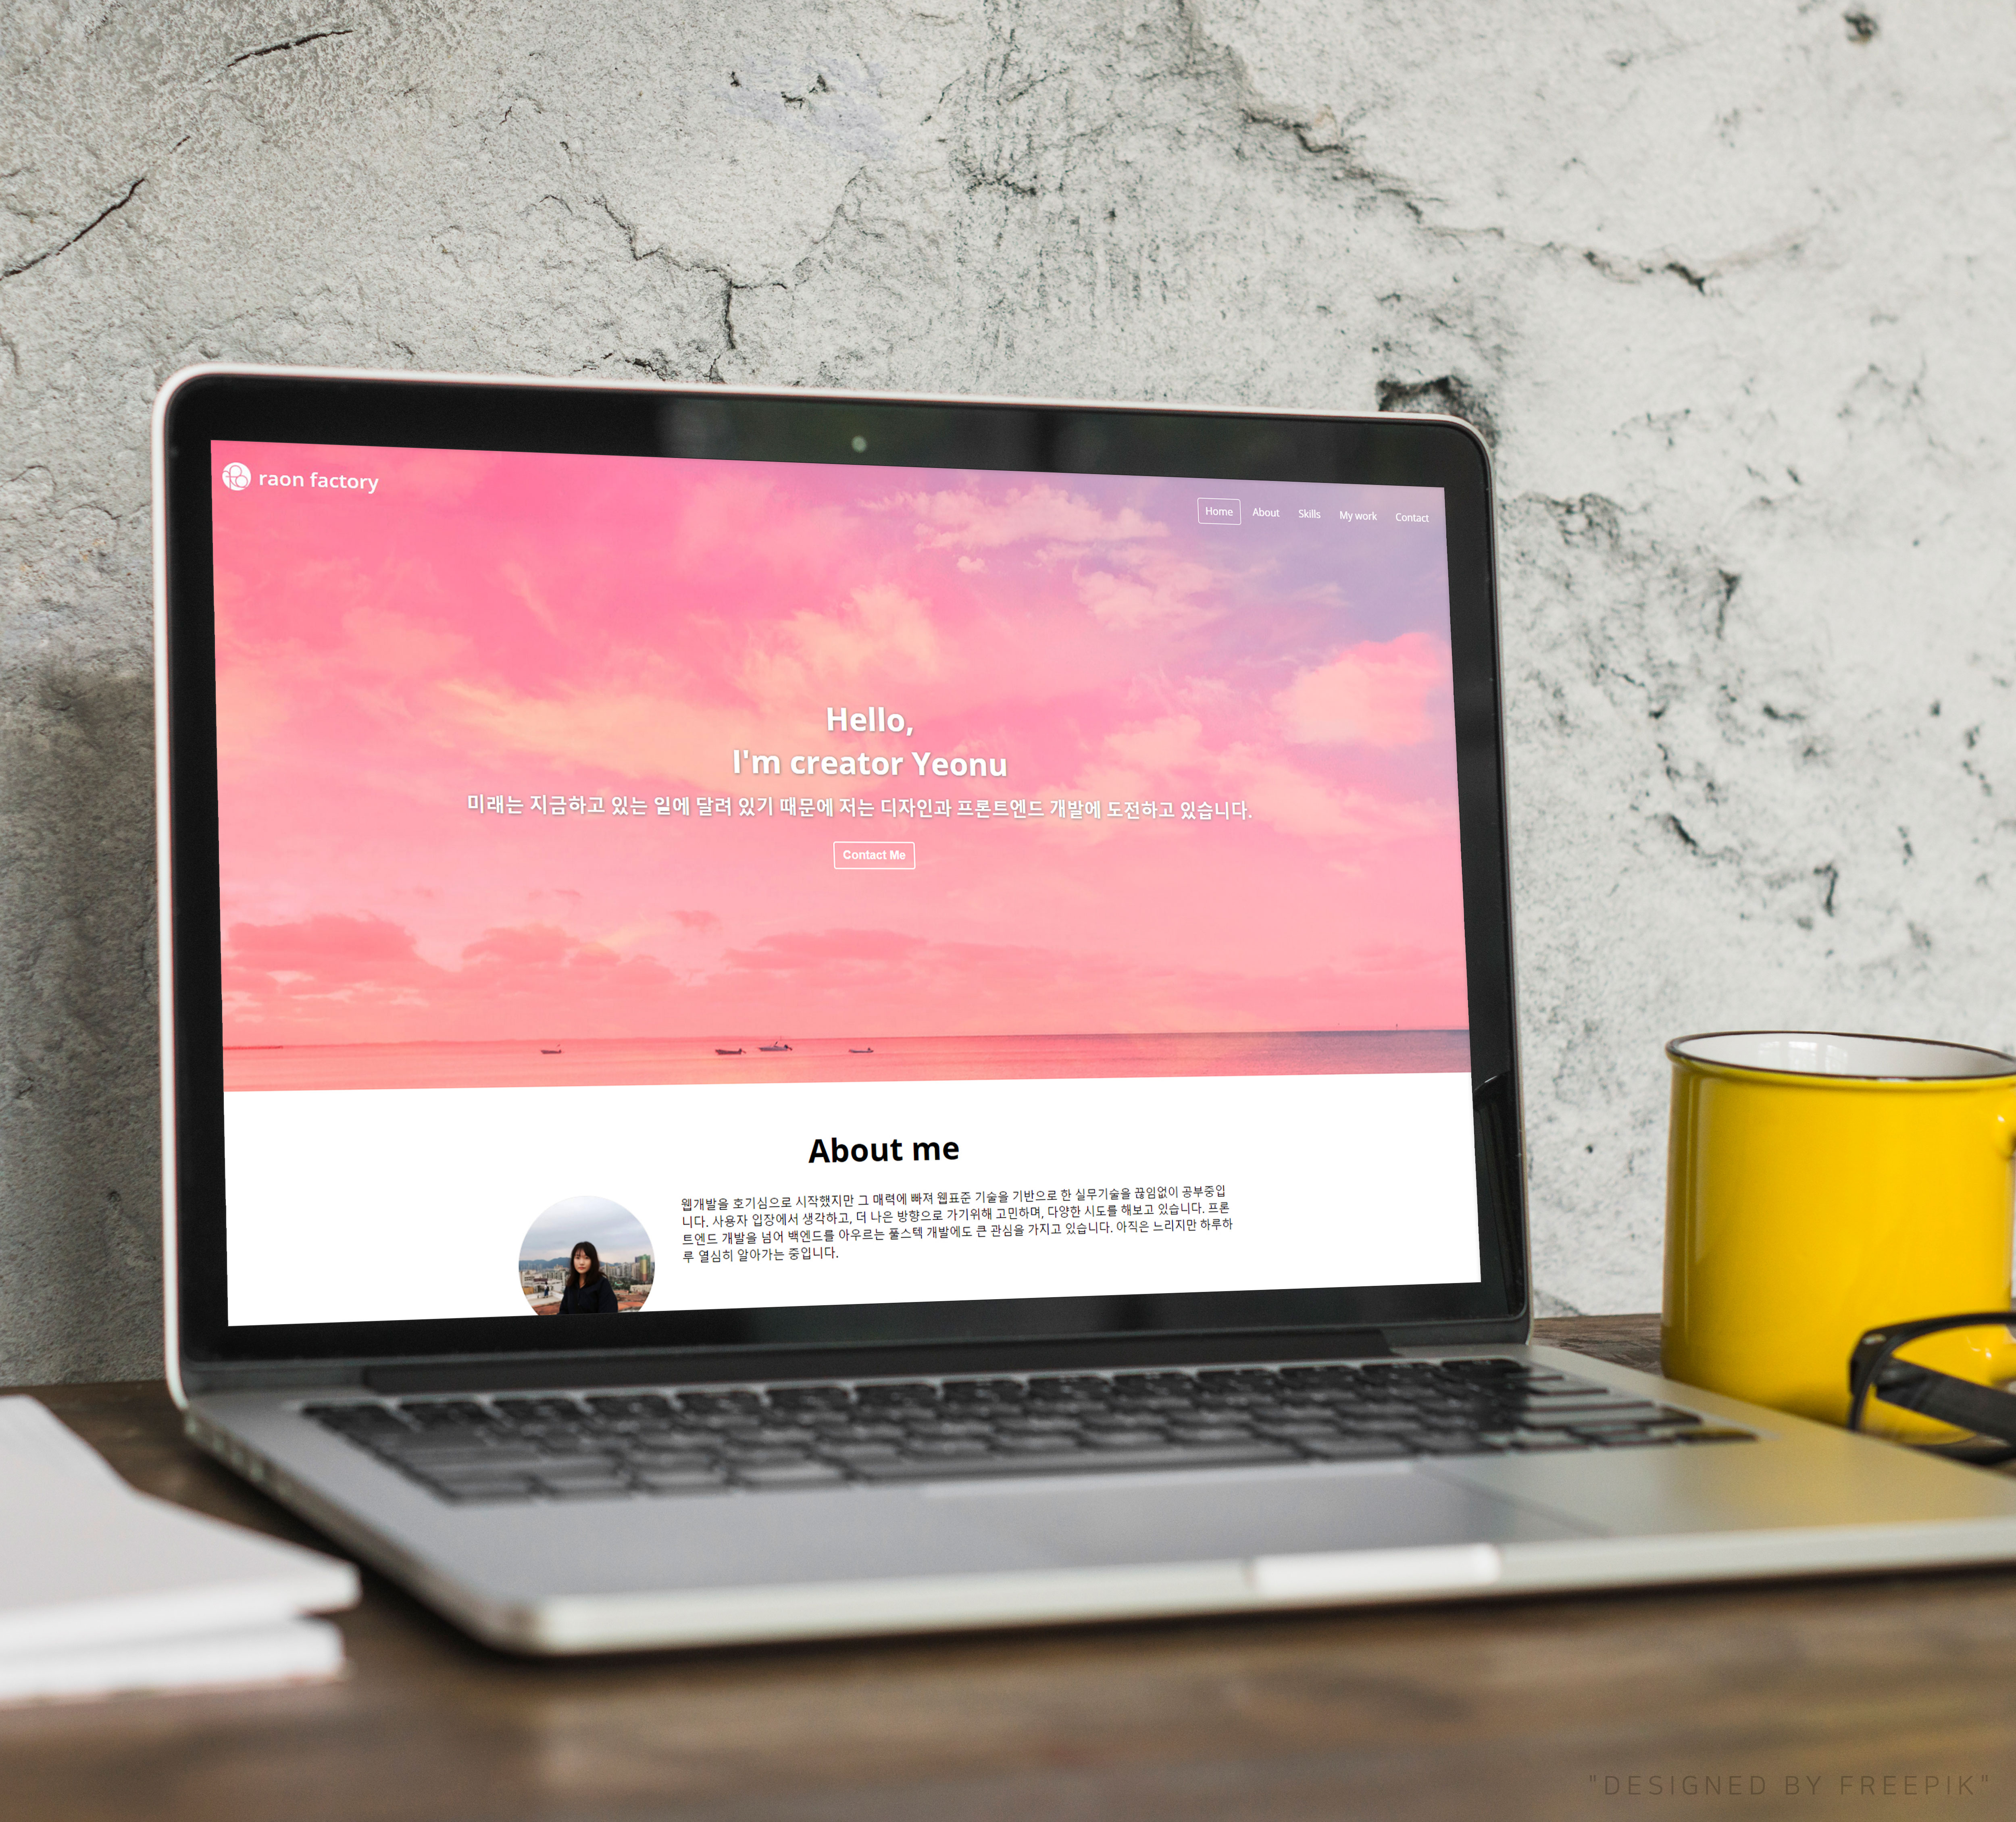 raon factory
Home About Skills My work Contact
Hello,
I'm creator Yeonu
미래는 지금하고 있는 일에 달려 있기 때문에 저는 디자인과 프론트엔드 개발에 도전하고 있습니다.
Contact Me
About me
웹개발을 호기심으로 시작했지만 그 매력에 빠져 웹표준 기술을 기반으로 한 실무기술을 끊임없이 공부중입
니다. 사용자 입장에서 생각하고, 더 나은 방향으로 가기위해 고민하며, 다양한 시도를 해보고 있습니다. 프론
트엔드 개발을 넘어 백엔드를 아우르는 풀스텍 개발에도 큰 관심을 가지고 있습니다. 아직은 느리지만 하루하
루 열심히 알아가는 중입니다.
"DESIGNED BY FREEPIK"